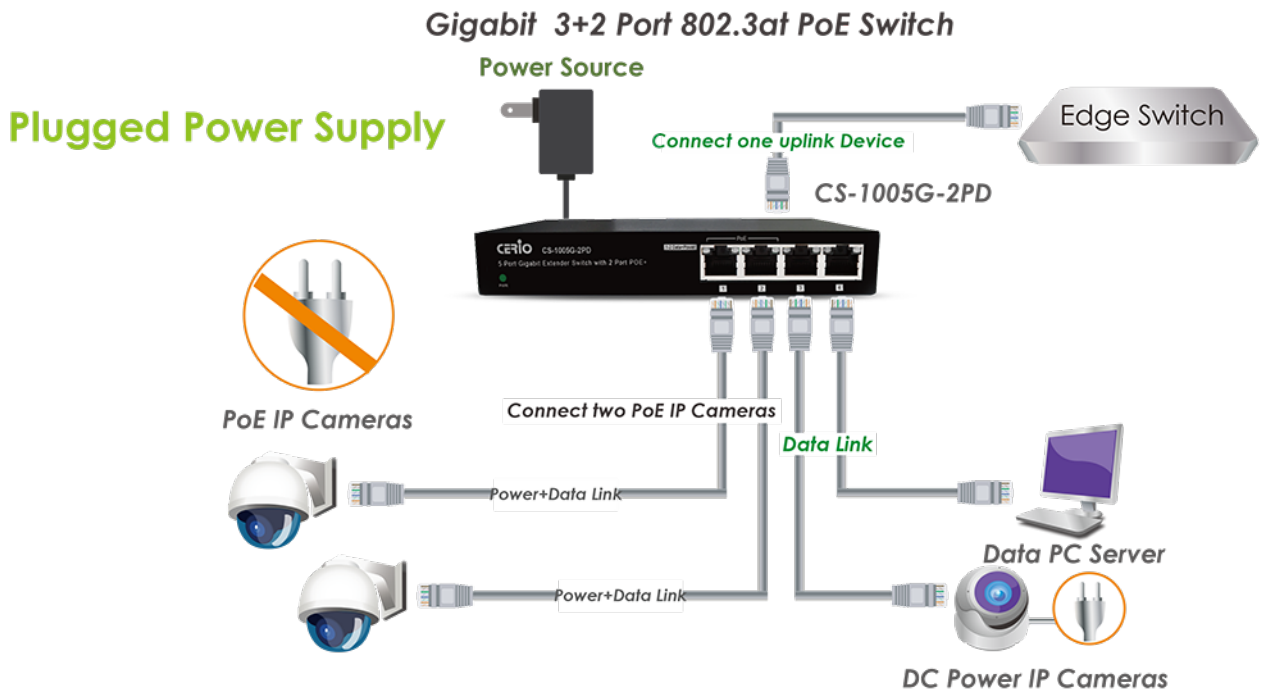 Gigabit 3+2 Port 802.3at PoE Switch
Power Source
Plugged Power Supply
Edge Switch
Connect one uplink Device
CS-1005G-2PD
CERIO CS-1005G-2PD
5 Port Gigabit Extender Switch with 2 Port POE+
PoE
1 2 3 4
PoE IP Cameras
Connect two PoE IP Cameras
Data Link
Power+Data Link
Data PC Server
Power+Data Link
DC Power IP Cameras